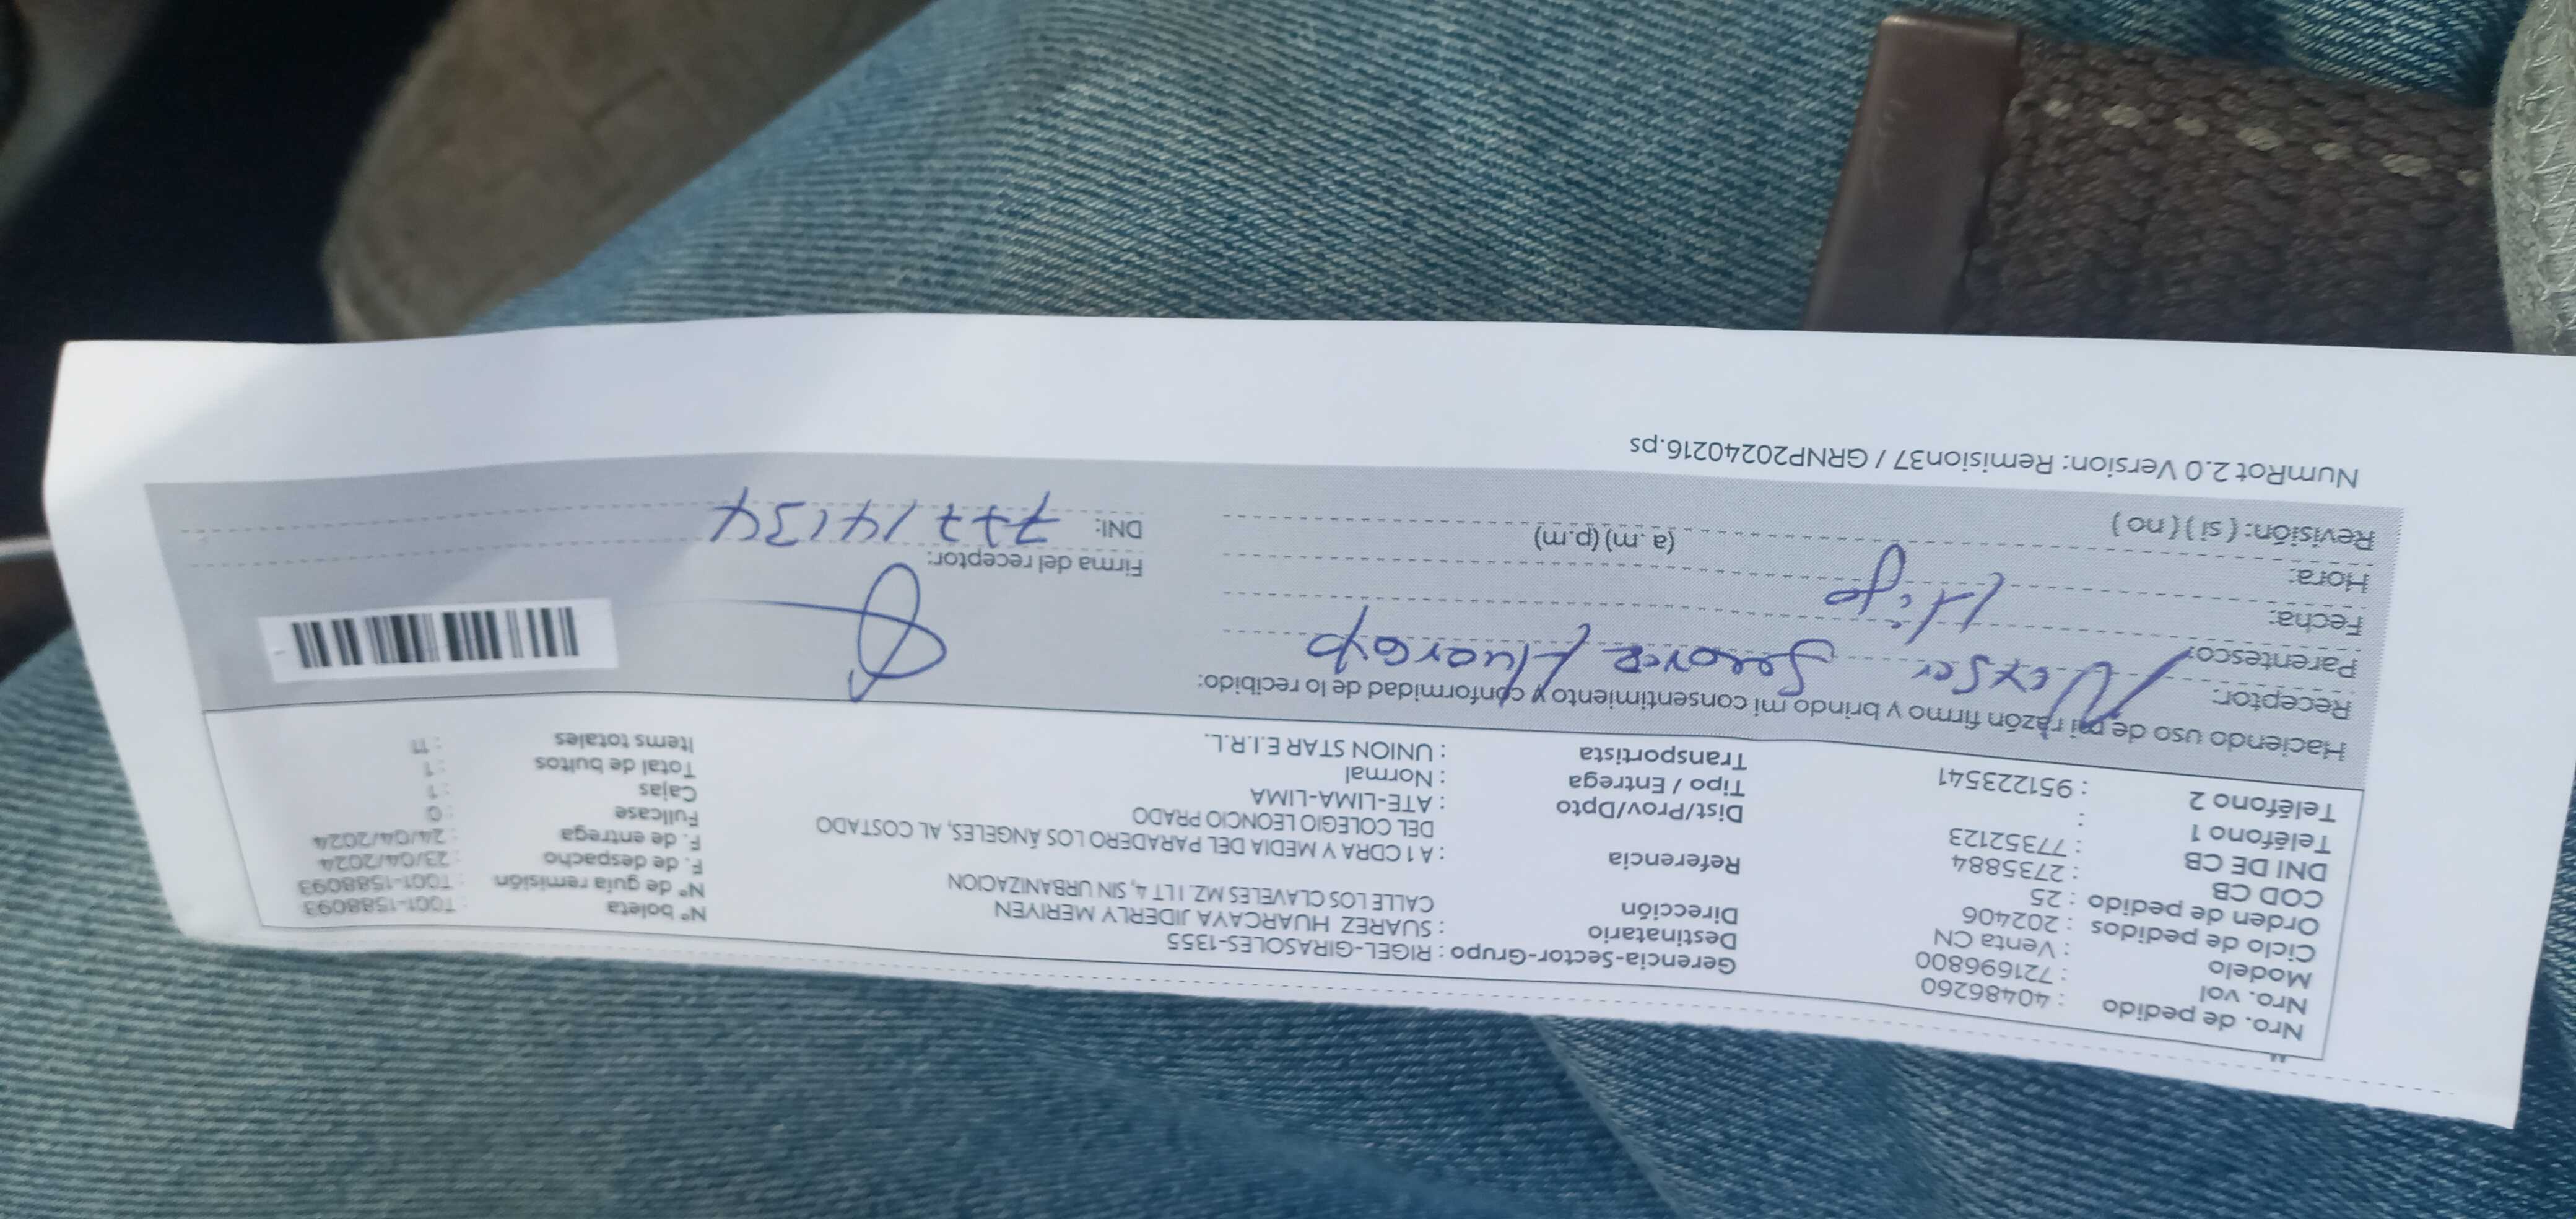 Nro. de pedido : 40486260
Nro. vol : 721696800
Modelo : Venta CN
Ciclo de pedidos : 202406
Orden de pedido : 25
COD CB : 2735884
DNI DE CB : 77352123
Teléfono 1 :
Teléfono 2 : 951223541
Gerencia-Sector-Grupo : RIGEL-GIRASOLES-1355
Destinatario : SUAREZ HUARCAYA JIDERLY MERIYEN
Dirección CALLE LOS CLAVELES MZ. I LT 4, SIN URBANIZACION
Referencia : A 1 CDRA Y MEDIA DEL PARADERO LOS ÁNGELES, AL COSTADO
DEL COLEGIO LEONCIO PRADO
Dist/Prov/Dpto : ATE-LIMA-LIMA
Tipo / Entrega : Normal
Transportista : UNION STAR E.I.R.L.
N° boleta : T001-1588093
N° de guía remisión : T001-1588093
F. de despacho : 23/04/2024
F. de entrega : 24/04/2024
Fullcase : 0
Cajas : 1
Total de bultos : 1
Items totales : 11
Haciendo uso de mi razón firmo y brindo mi consentimiento y conformidad de lo recibido:
Receptor:
Parentesco: Hijo
Fecha:
Hora: (a.m) (p.m)
Revisión: ( si ) ( no )
Firma del receptor:
DNI: 77714134
NumRot 2.0 Version: Remision37 / GRNP20240216.ps